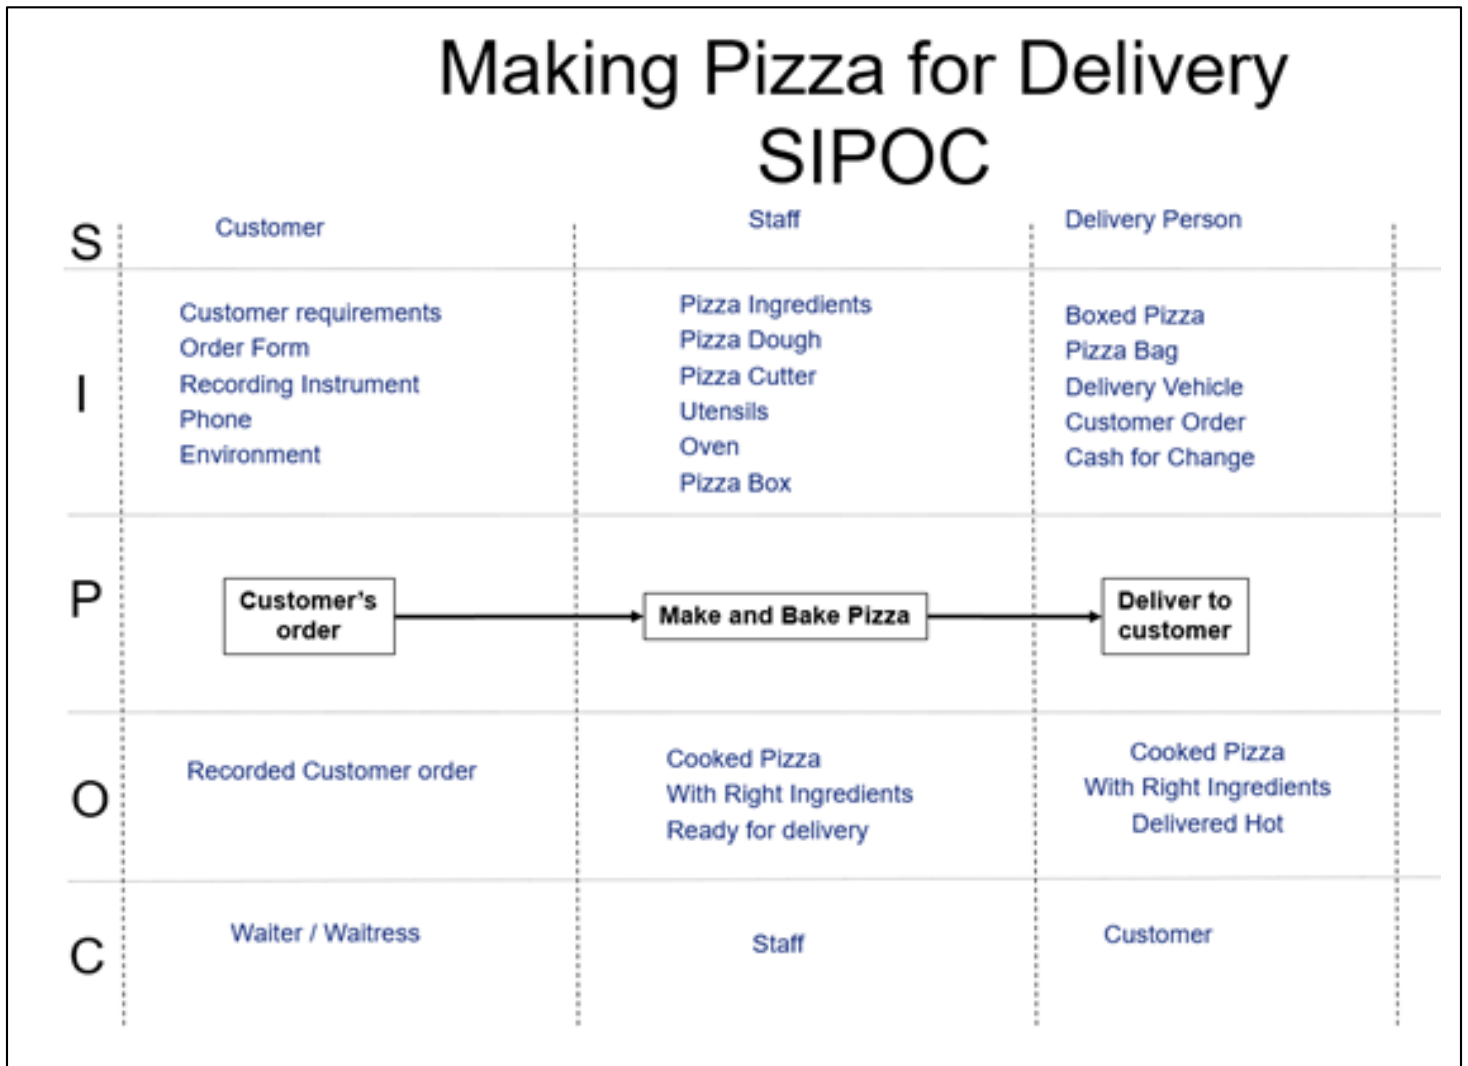 Making Pizza for Delivery
SIPOC
S
Customer
Staff
Delivery Person
I
Customer requirements
Order Form
Recording Instrument
Phone
Environment
Pizza Ingredients
Pizza Dough
Pizza Cutter
Utensils
Oven
Pizza Box
Boxed Pizza
Pizza Bag
Delivery Vehicle
Customer Order
Cash for Change
P
Customer’s
order
Make and Bake Pizza
Deliver to
customer
O
Recorded Customer order
Cooked Pizza
With Right Ingredients
Ready for delivery
Cooked Pizza
With Right Ingredients
Delivered Hot
C
Waiter / Waitress
Staff
Customer